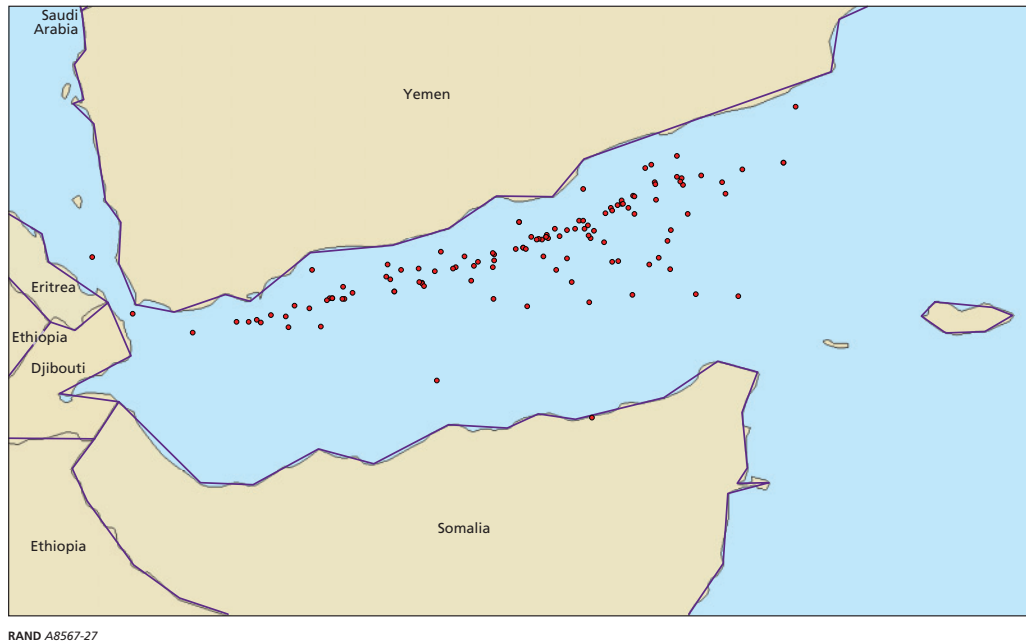 Saudi
Arabia
Yemen
Eritrea
Ethiopia
Djibouti
Somalia
Ethiopia
RAND A8567-27